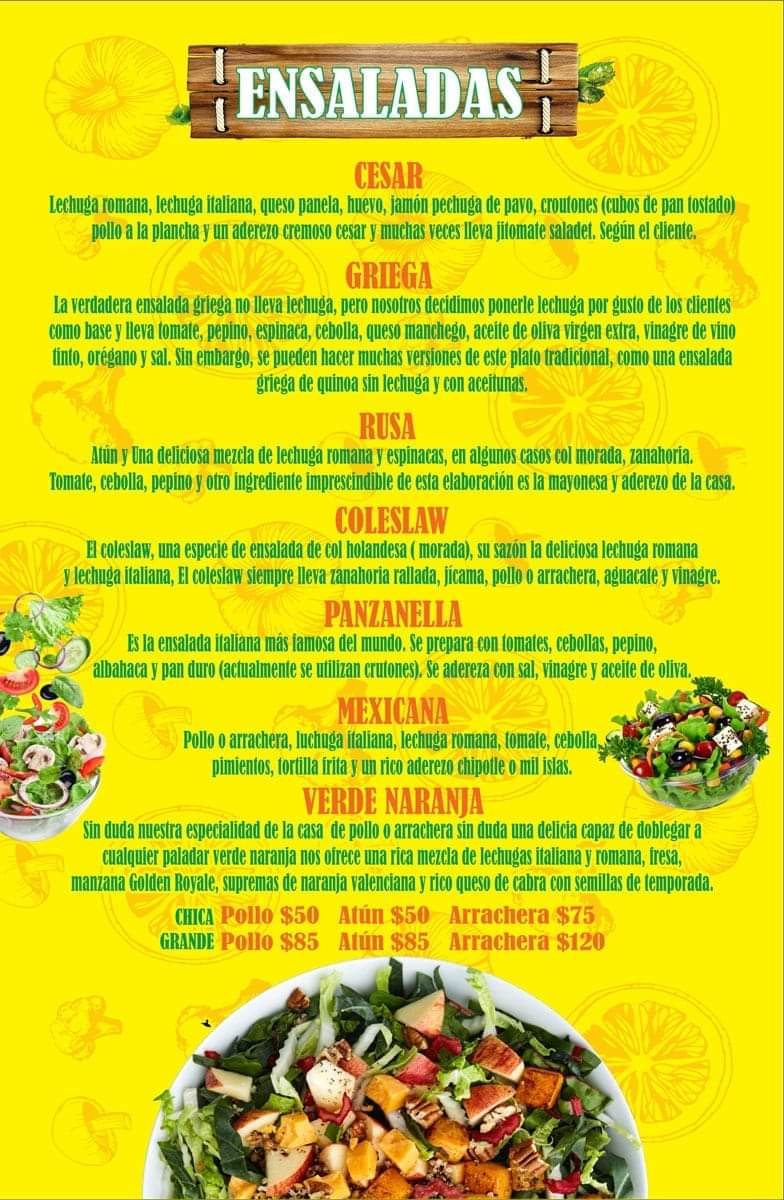 ENSALADAS
CESAR
Lechuga romana, lechuga italiana, queso panela, huevo, jamón pechuga de pavo, croutones (cubos de pan tostado)
pollo a la plancha y un aderezo cremoso cesar y muchas veces lleva jitomate saladet. Según el cliente.
GRIEGA
La verdadera ensalada griega no lleva lechuga, pero nosotros decidimos ponerle lechuga por gusto de los clientes
como base y lleva tomate, pepino, espinaca, cebolla, queso manchego, aceite de oliva virgen extra, vinagre de vino
tinto, orégano y sal. Sin embargo, se pueden hacer muchas versiones de este plato tradicional, como una ensalada
griega de quinoa sin lechuga y con aceitunas.
RUSA
Atún y Una deliciosa mezcla de lechuga romana y espinacas, en algunos casos col morada, zanahoria.
Tomate, cebolla, pepino y otro ingrediente imprescindible de esta elaboración es la mayonesa y aderezo de la casa.
COLESLAW
El coleslaw, una especie de ensalada de col holandesa ( morada), su sazón la deliciosa lechuga romana
y lechuga italiana, El coleslaw siempre lleva zanahoria rallada, jícama, pollo o arrachera, aguacate y vinagre.
PANZANELLA
Es la ensalada italiana más famosa del mundo. Se prepara con tomates, cebollas, pepino,
albahaca y pan duro (actualmente se utilizan crutones). Se adereza con sal, vinagre y aceite de oliva.
MEXICANA
Pollo o arrachera, luchuga italiana, lechuga romana, tomate, cebolla,
pimientos, tortilla frita y un rico aderezo chipotle o mil islas.
VERDE NARANJA
Sin duda nuestra especialidad de la casa de pollo o arrachera sin duda una delicia capaz de doblegar a
cualquier paladar verde naranja nos ofrece una rica mezcla de lechugas italiana y romana, fresa,
manzana Golden Royale, supremas de naranja valenciana y rico queso de cabra con semillas de temporada.
CHICA Pollo $50 Atún $50 Arrachera $75
GRANDE Pollo $85 Atún $85 Arrachera $120